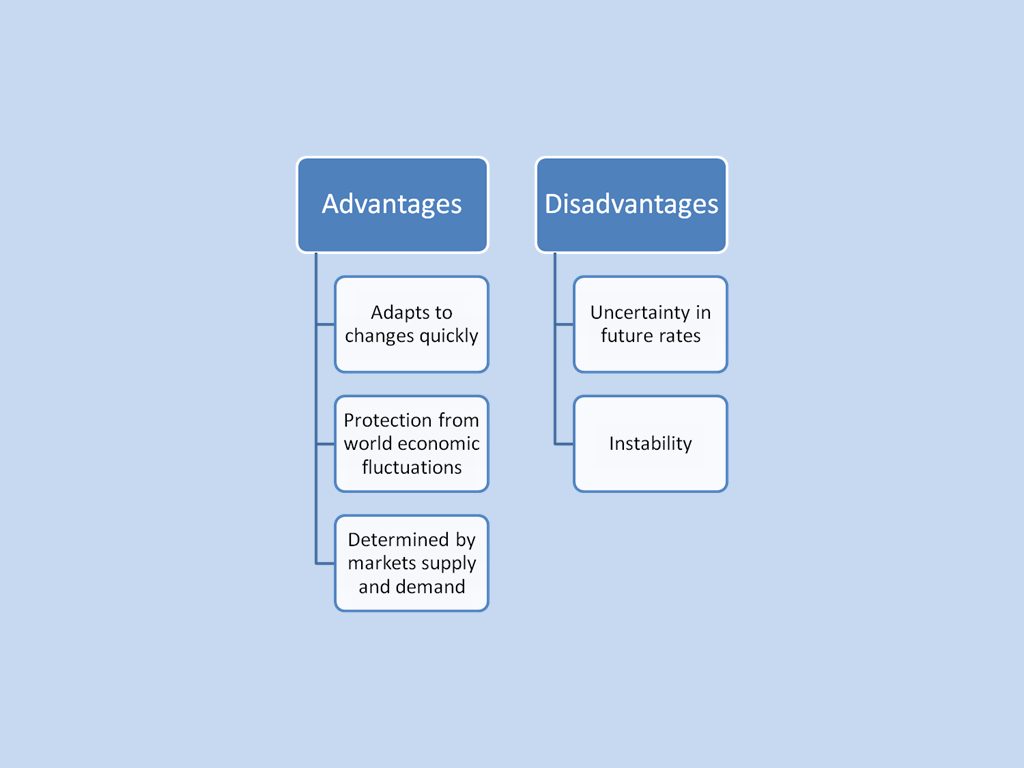 Advantages
Adapts to
changes quickly
Protection from
world economic
fluctuations
Determined by
markets supply
and demand
Disadvantages
Uncertainty in
future rates
Instability